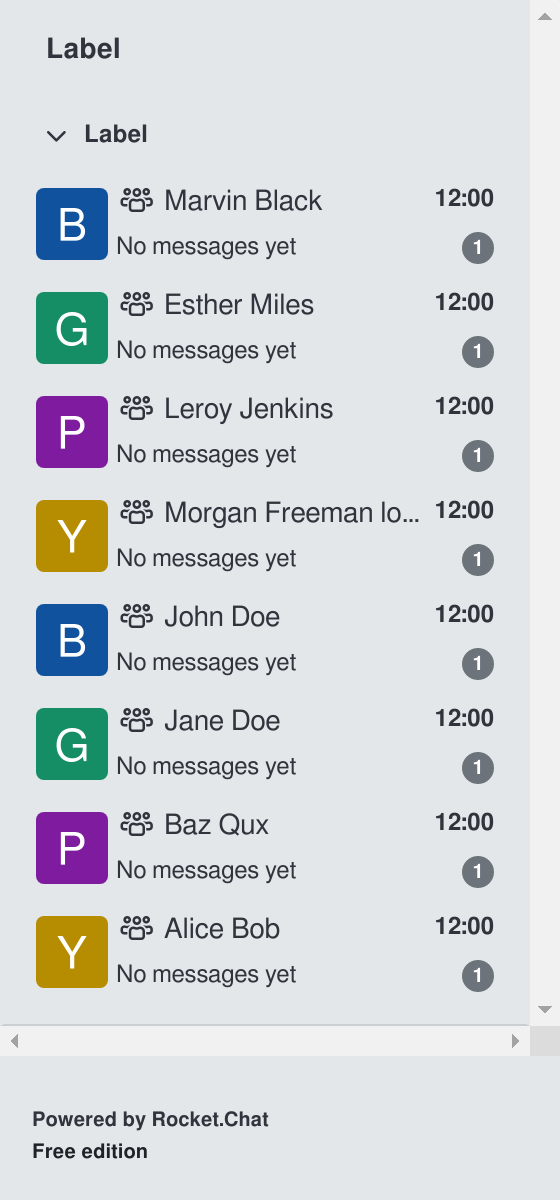 Label
Label
B Marvin Black 12:00
No messages yet 1
G Esther Miles 12:00
No messages yet 1
P Leroy Jenkins 12:00
No messages yet 1
Y Morgan Freeman lo... 12:00
No messages yet 1
B John Doe 12:00
No messages yet 1
G Jane Doe 12:00
No messages yet 1
P Baz Qux 12:00
No messages yet 1
Y Alice Bob 12:00
No messages yet 1
Powered by Rocket.Chat
Free edition